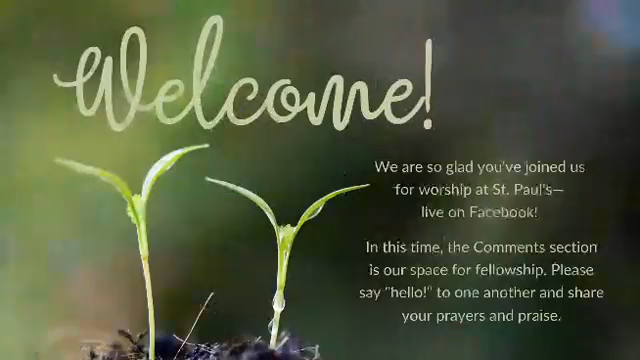 Welcome!
We are so glad you've joined us
for worship at St. Paul's—
live on Facebook!
In this time, the Comments section
is our space for fellowship. Please
say "hello!" to one another and share
your prayers and praise.